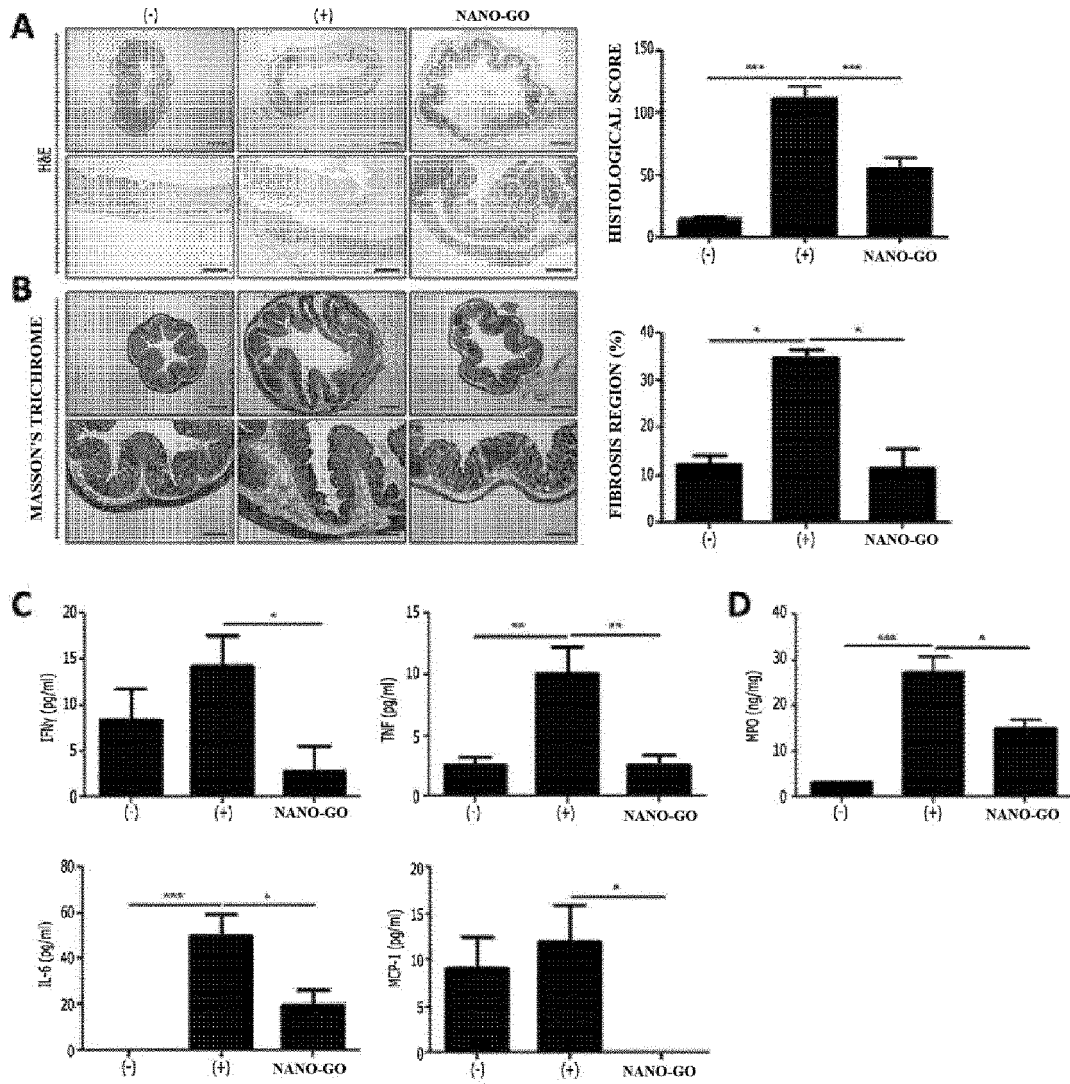 A
(-)
(+)
NANO-GO
H&E
HISTOLOGICAL SCORE
150
100
50
0
***
***
(-)
(+)
NANO-GO
B
MASSON'S TRICHROME
FIBROSIS REGION (%)
40
30
20
10
0
*
*
(-)
(+)
NANO-GO
C
IFNγ (pg/ml)
20
15
10
5
0
*
(-)
(+)
NANO-GO
TNF (pg/ml)
15
10
5
0
**
**
(-)
(+)
NANO-GO
D
MPO (ng/mg)
40
30
20
10
0
***
*
(-)
(+)
NANO-GO
IL-6 (pg/ml)
80
60
40
20
0
***
*
(-)
(+)
NANO-GO
MCP-1 (pg/ml)
20
15
10
5
0
*
(-)
(+)
NANO-GO